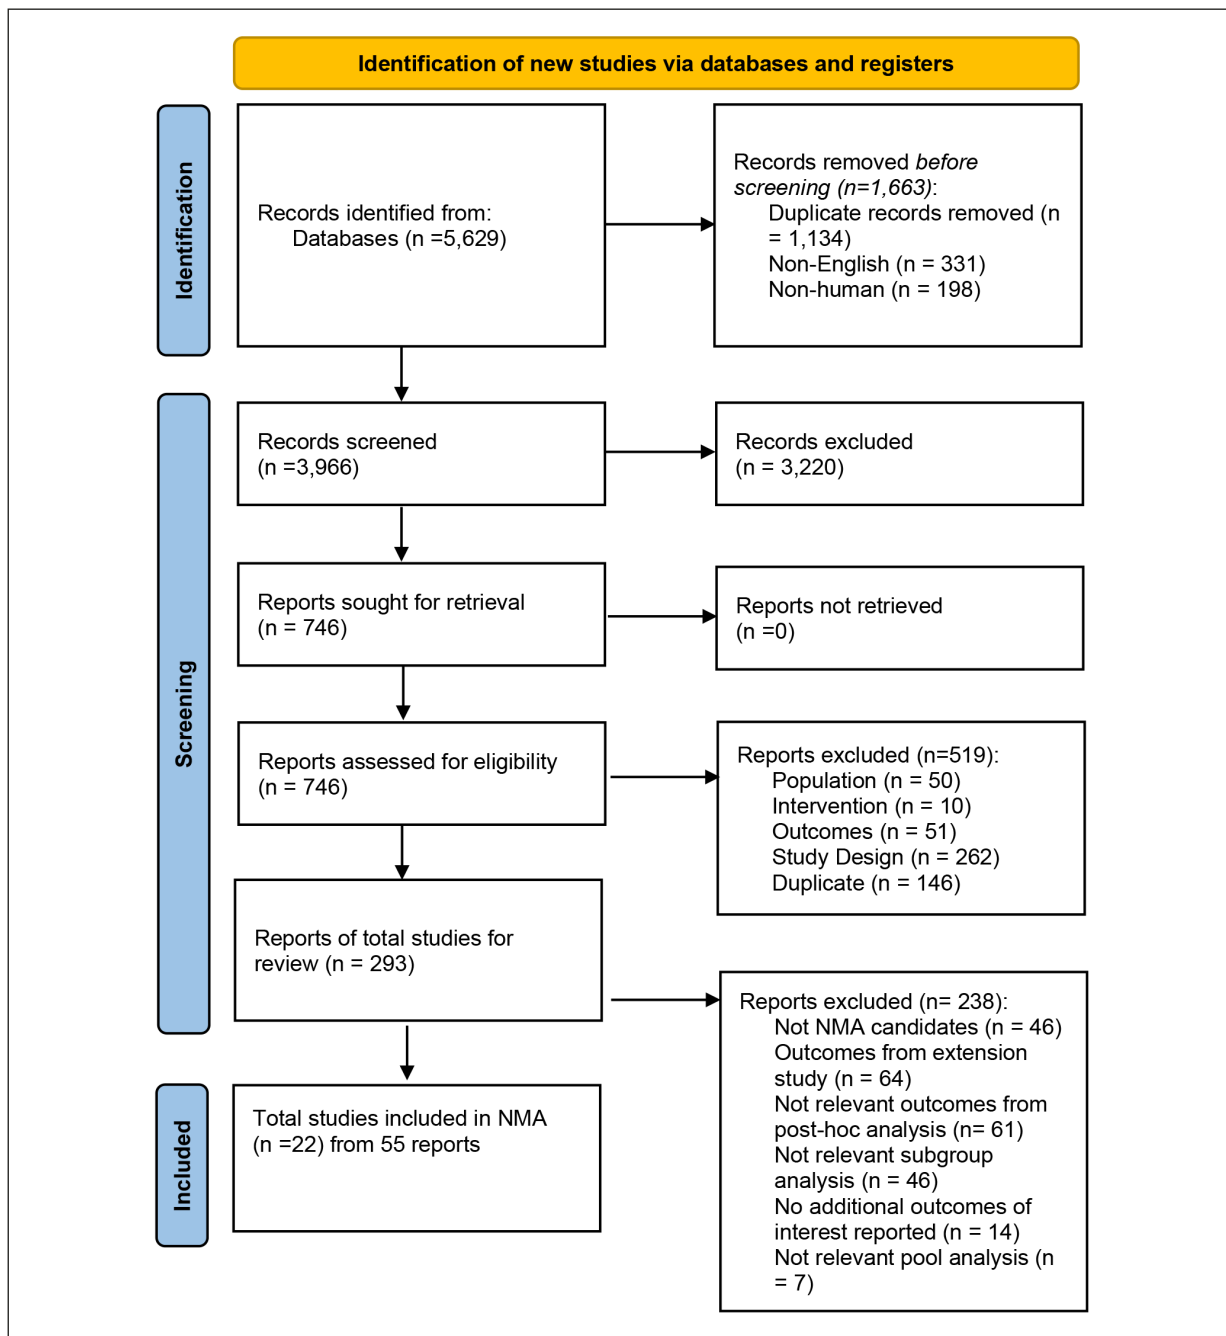 Identification of new studies via databases and registers
Identification
Records identified from:
Databases (n =5,629)
Records removed before
screening (n=1,663):
Duplicate records removed (n
= 1,134)
Non-English (n = 331)
Non-human (n = 198)
Screening
Records screened
(n =3,966)
Records excluded
(n = 3,220)
Reports sought for retrieval
(n = 746)
Reports not retrieved
(n =0)
Reports assessed for eligibility
(n = 746)
Reports excluded (n=519):
Population (n = 50)
Intervention (n = 10)
Outcomes (n = 51)
Study Design (n = 262)
Duplicate (n = 146)
Reports of total studies for
review (n = 293)
Reports excluded (n= 238):
Not NMA candidates (n = 46)
Outcomes from extension
study (n = 64)
Not relevant outcomes from
post-hoc analysis (n= 61)
Not relevant subgroup
analysis (n = 46)
No additional outcomes of
interest reported (n = 14)
Not relevant pool analysis (n
= 7)
Included
Total studies included in NMA
(n =22) from 55 reports